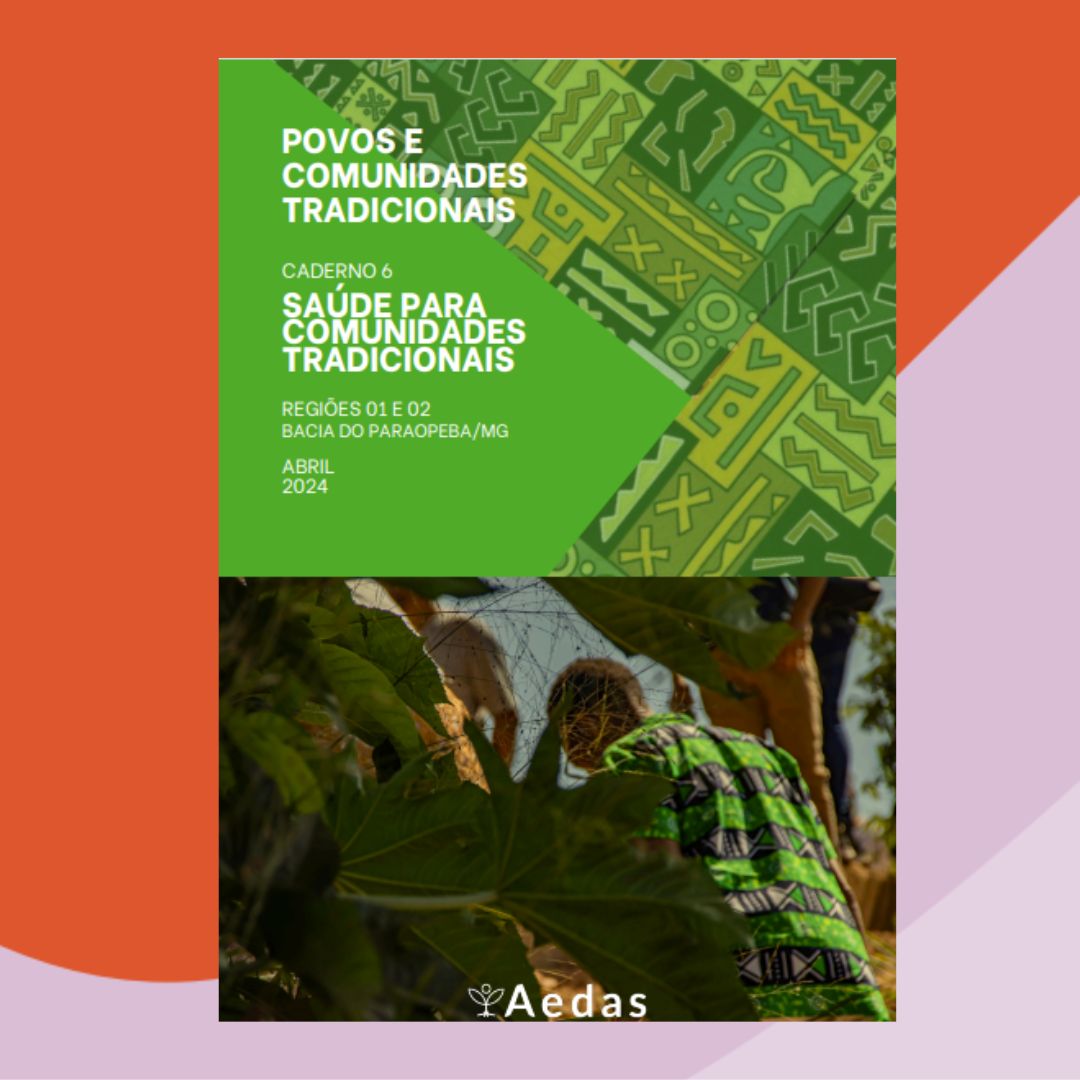 POVOS E
COMUNIDADES
TRADICIONAIS
CADERNO 6
SAÚDE PARA
COMUNIDADES
TRADICIONAIS
REGIÕES 01 E 02
BACIA DO PARAOPEBA/MG
ABRIL
2024
Aedas